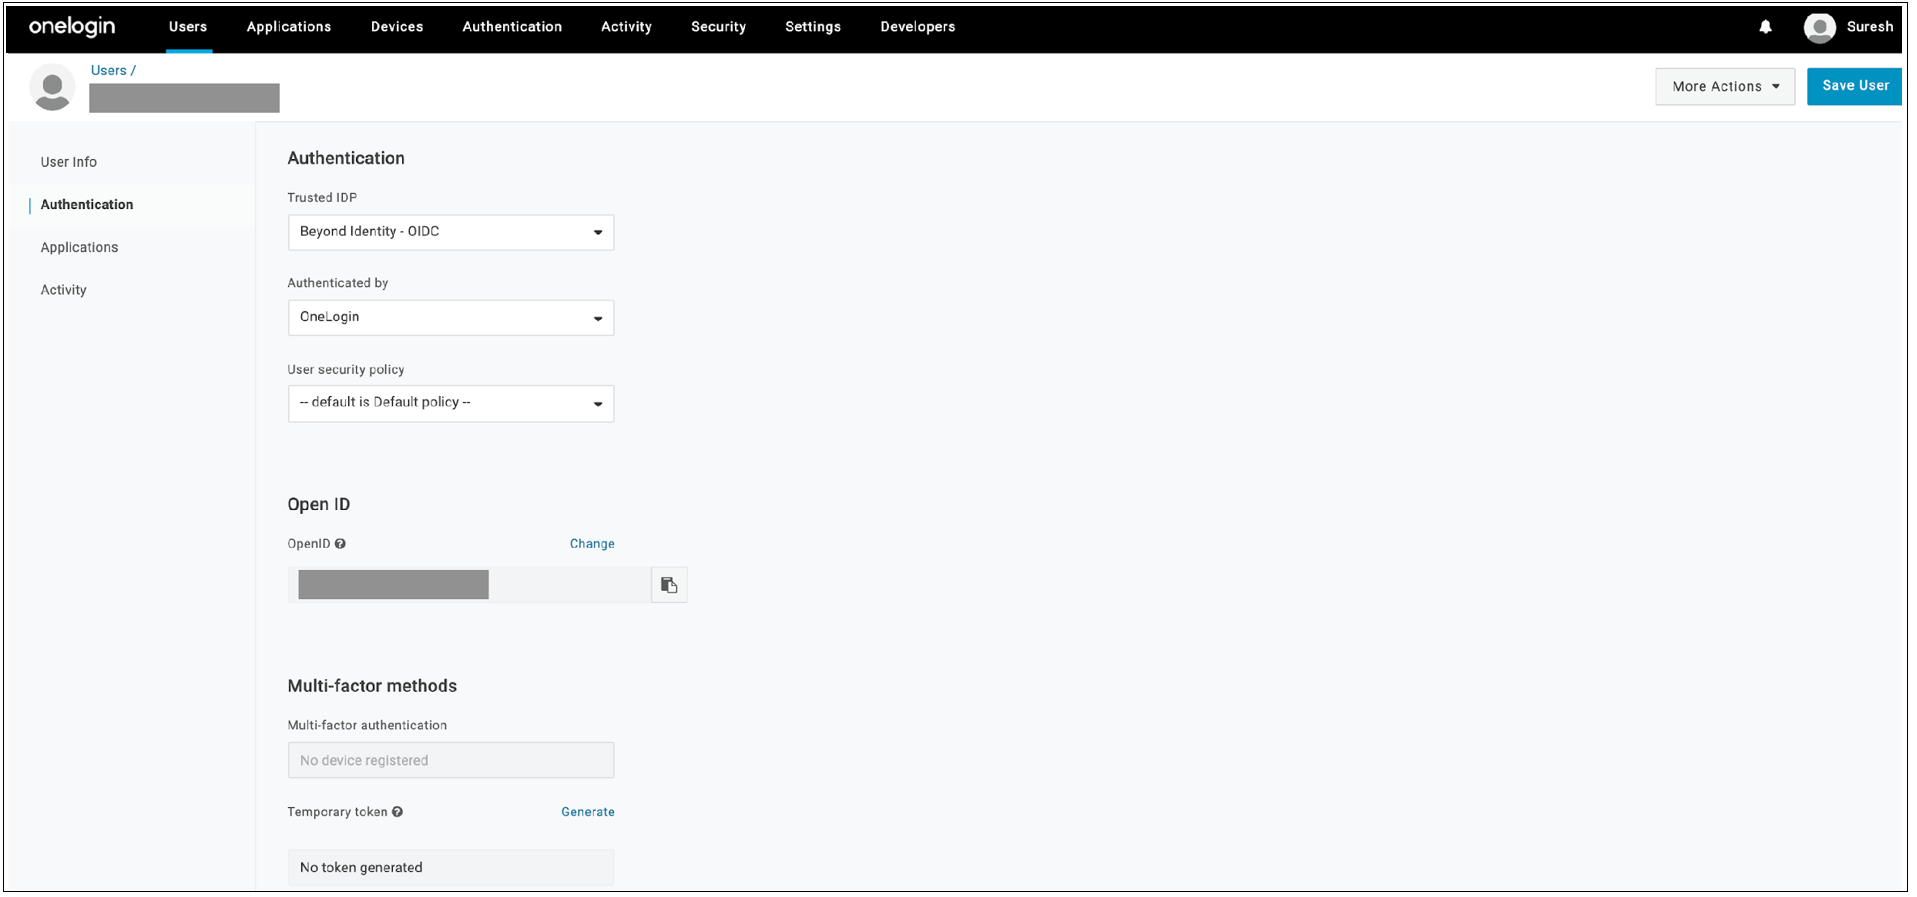 onelogin Users Applications Devices Authentication Activity Security Settings Developers Suresh
Users /
More Actions
Save User
User Info
Authentication
Applications
Activity
Authentication
Trusted IDP
Beyond Identity - OIDC
Authenticated by
OneLogin
User security policy
-- default is Default policy --
Open ID
OpenID ?
Change
Multi-factor methods
Multi-factor authentication
No device registered
Temporary token ?
Generate
No token generated